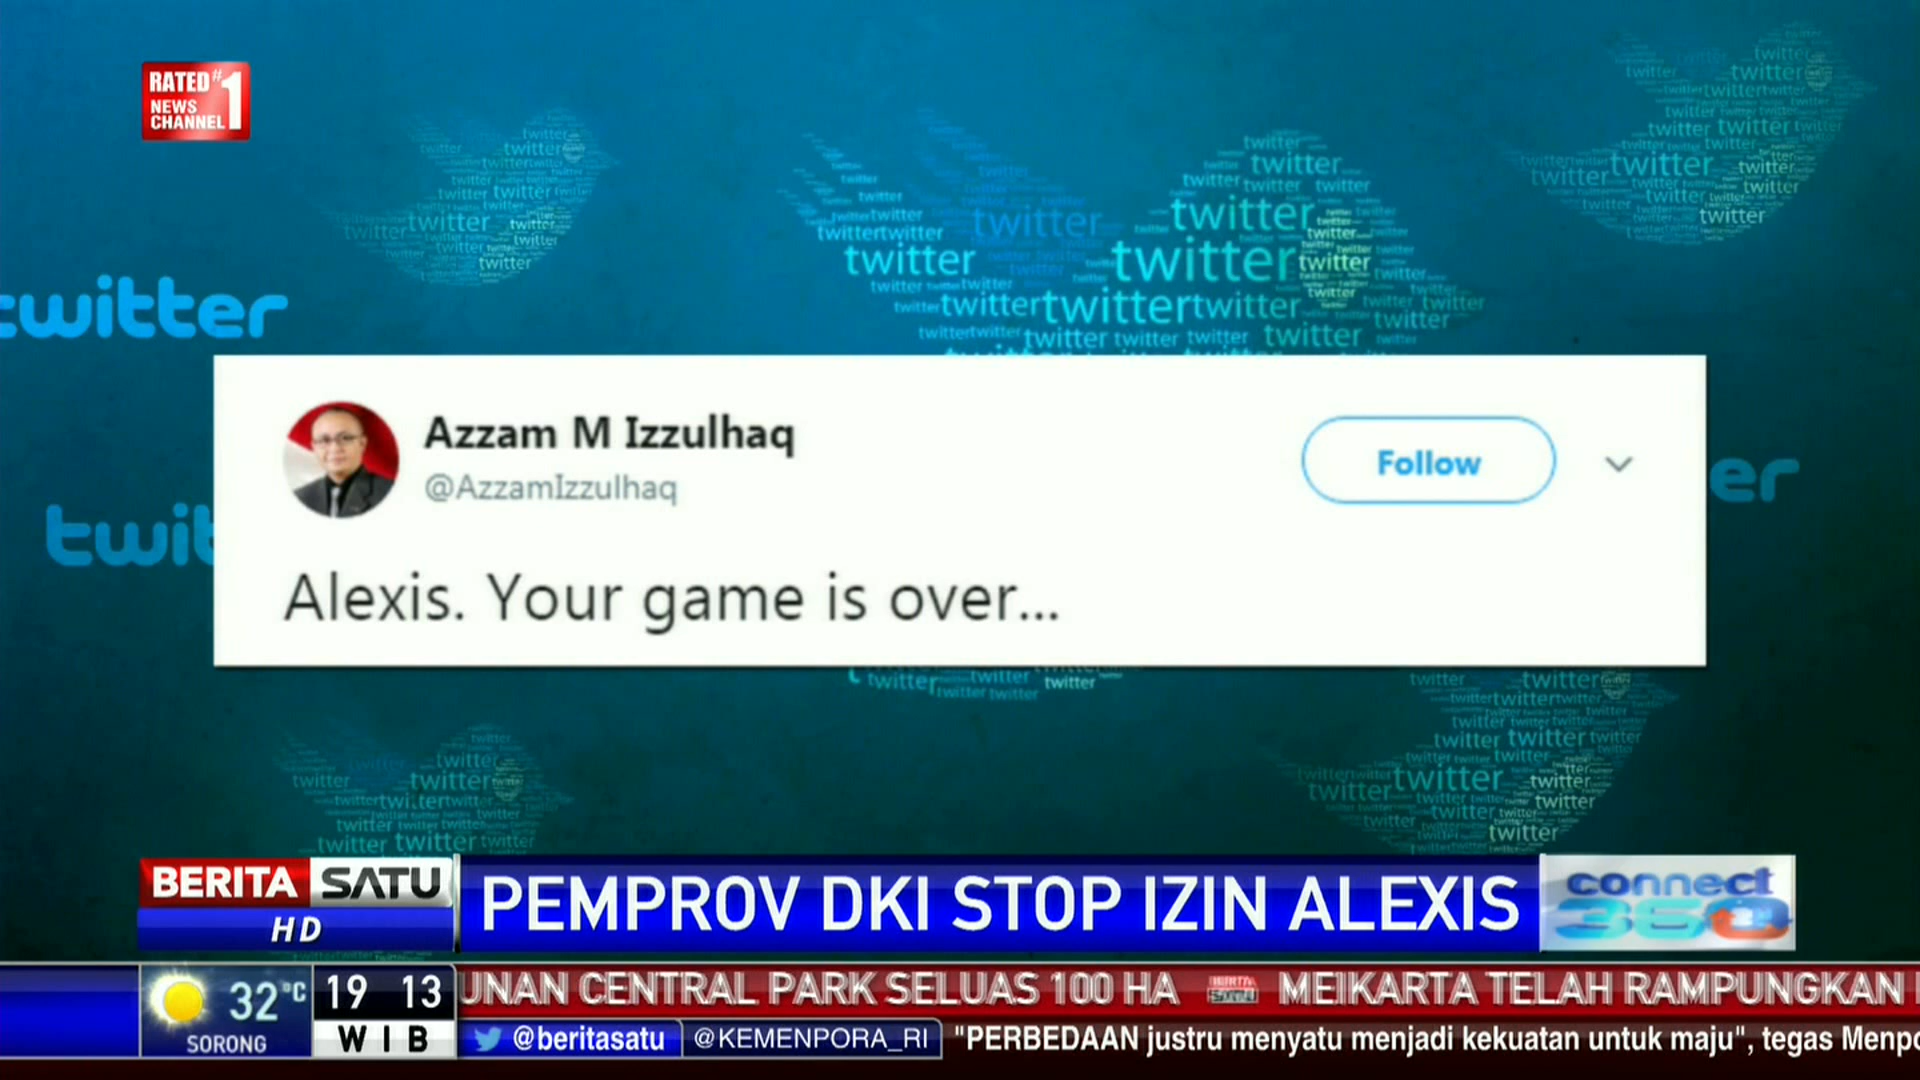 RATED #1
NEWS
CHANNEL
twitter
Azzam M Izzulhaq
@AzzamIzzulhaq
Follow
Alexis. Your game is over...
BERITA SATU
HD
PEMPROV DKI STOP IZIN ALEXIS
connect
360
32°C
SORONG
19 13
WIB
UNAN CENTRAL PARK SELUAS 100 HA BERITA SATU MEIKARTA TELAH RAMPUNGKAN
@beritasatu @KEMENPORA_RI "PERBEDAAN justru menyatu menjadi kekuatan untuk maju", tegas Menpo